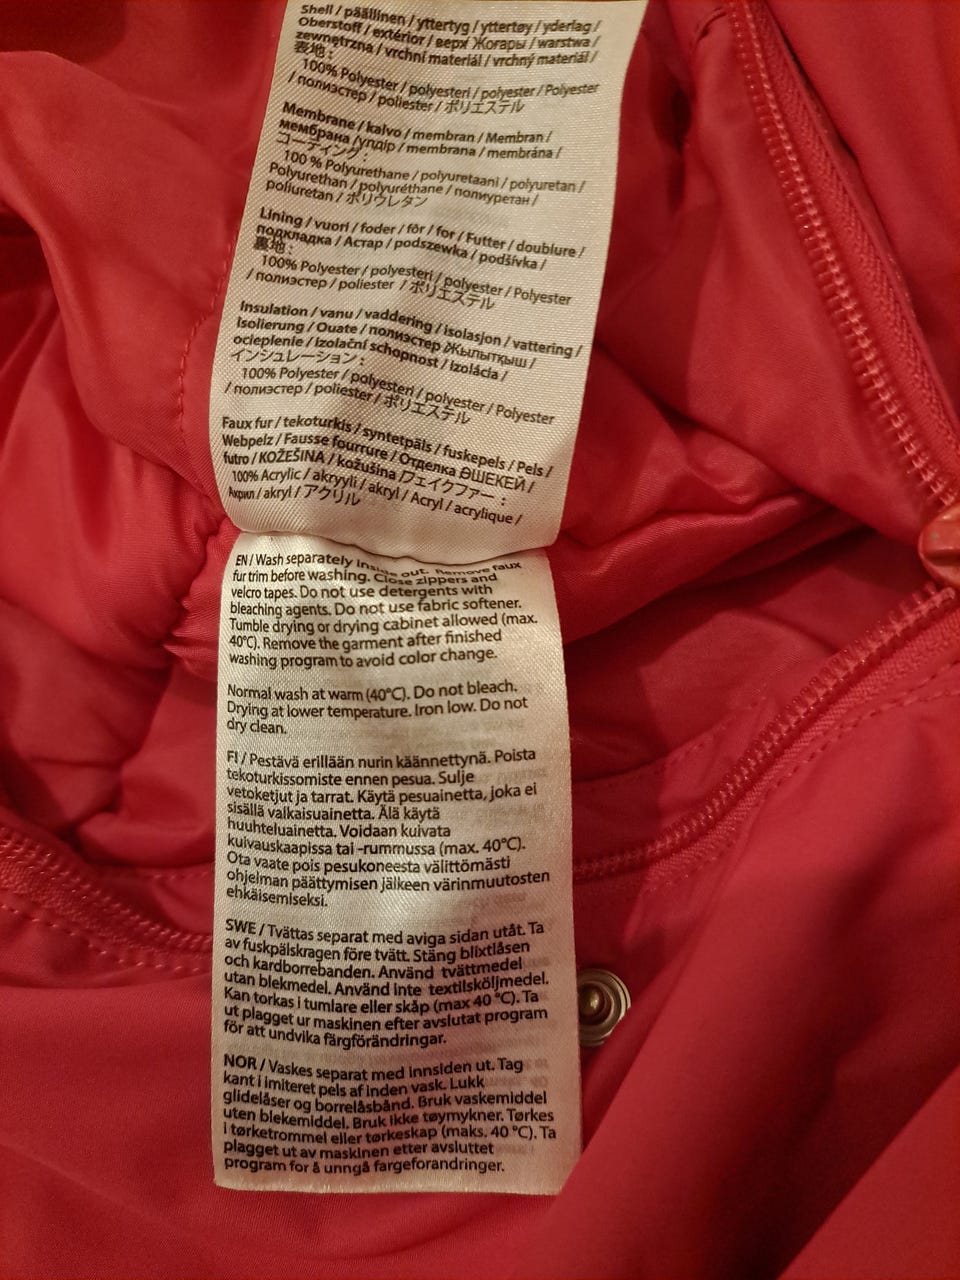 Shell / päällinen / yttertyg / yttertøy / yderlag /
Oberstoff / extérior / верх Жогары / warstwa /
zewnętrzna / vrchní materiál / vrchný materiál /
表地 :
100% Polyester / polyesteri / polyester / Polyester
/ полиэстер / poliester / ポリエステル
Membrane / kalvo / membran / Membran /
мембрана / үлдір / membrana / membrána /
コーティング :
100 % Polyurethane / polyuretaani / polyuretan /
Polyurethan / polyuréthane / полиуретан /
poliuretan / ポリウレタン
Lining / vuori / foder / fôr / for / Futter / doublure /
подкладка / Астар / podszewka / podšívka /
裏地 :
100% Polyester / polyesteri / polyester / Polyester
/ полиэстер / poliester / ポリエステル
Insulation / vanu / vaddering / isolasjon / vattering /
Isolierung / Ouate / полиэстер Жылытқыш /
ocieplenie / Izolační schopnost / Izolácia /
インシュレーション :
100% Polyester / polyesteri / polyester / Polyester
/ полиэстер / poliester / ポリエステル
Faux fur / tekoturkis / syntetpäls / fuskepels / Pels /
Webpelz / Fausse fourrure / Отделка ӨШЕКЕЙ /
futro / KOŽEŠINA / kožušina /フェイクファー :
100% Acrylic / akryyli / akryl / Acryl / acrylique /
Акрил / akryl / アクリル
EN / Wash separately inside out. Remove faux
fur trim before washing. Close zippers and
velcro tapes. Do not use detergents with
bleaching agents. Do not use fabric softener.
Tumble drying or drying cabinet allowed (max.
40°C). Remove the garment after finished
washing program to avoid color change.
Normal wash at warm (40°C). Do not bleach.
Drying at lower temperature. Iron low. Do not
dry clean.
FI / Pestävä erillään nurin käännettynä. Poista
tekoturkissomiste ennen pesua. Sulje
vetoketjut ja tarrat. Käytä pesuainetta, joka ei
sisällä valkaisuainetta. Älä käytä
huuhteluainetta. Voidaan kuivata
kuivauskaapissa tai -rummussa (max. 40°C).
Ota vaate pois pesukoneesta välittömästi
ohjelman päättymisen jälkeen värinmuutosten
ehkäisemiseksi.
SWE / Tvättas separat med aviga sidan utåt. Ta
av fuskpälskragen före tvätt. Stäng blixtlåsen
och kardborrebanden. Använd tvättmedel
utan blekmedel. Använd inte textilsköljmedel.
Kan torkas i tumlare eller skåp (max 40 °C). Ta
ut plagget ur maskinen efter avslutat program
för att undvika färgförändringar.
NOR / Vaskes separat med innsiden ut. Tag
kant i imiteret pels af inden vask. Lukk
glidelåser og borrelåsbånd. Bruk vaskemiddel
uten blekemiddel. Bruk ikke tøymykner. Tørkes
i tørketrommel eller tørkeskap (maks. 40 °C). Ta
plagget ut av maskinen etter avsluttet
program for å unngå fargeforandringer.